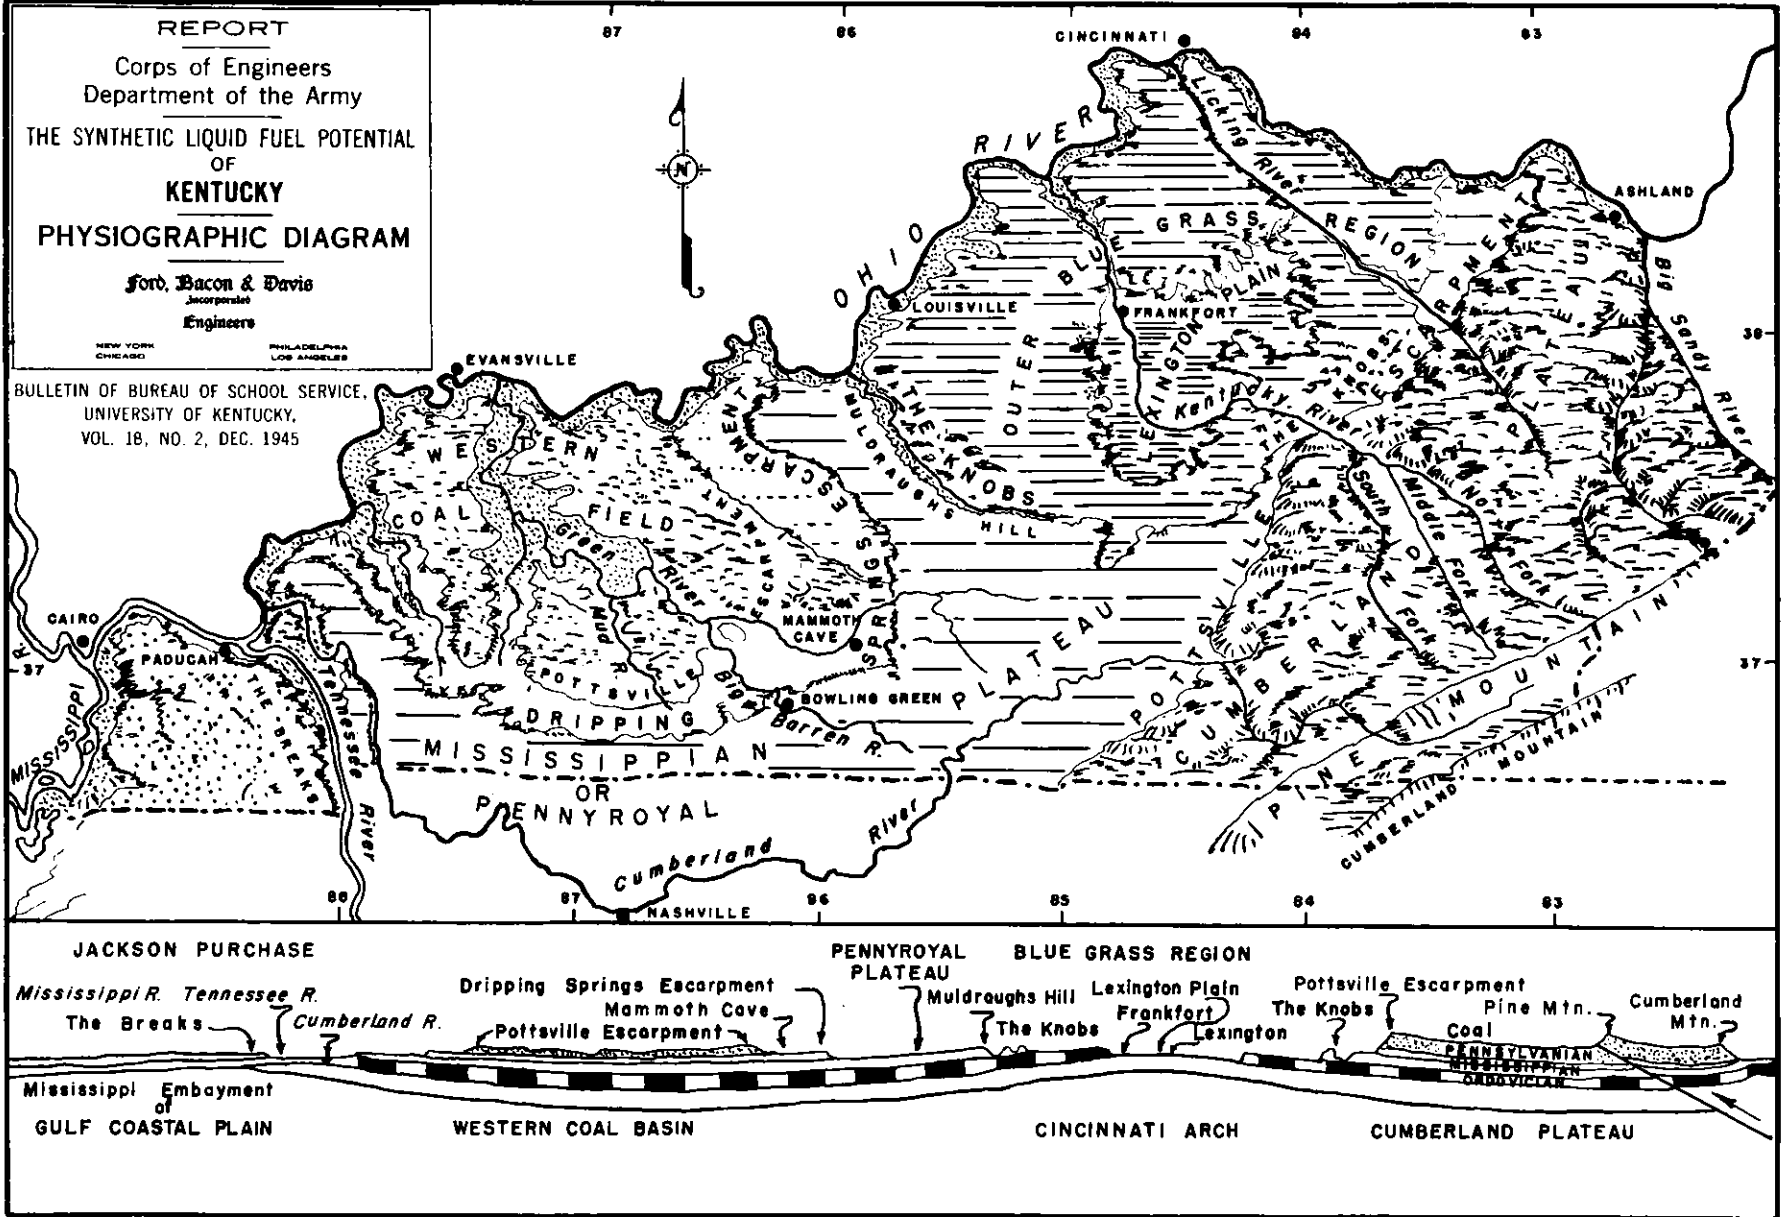 REPORT
Corps of Engineers
Department of the Army
THE SYNTHETIC LIQUID FUEL POTENTIAL
OF
KENTUCKY
PHYSIOGRAPHIC DIAGRAM
Ford, Bacon & Davis
Incorporated
Engineers
NEW YORK PHILADELPHIA
CHICAGO LOS ANGELES
BULLETIN OF BUREAU OF SCHOOL SERVICE,
UNIVERSITY OF KENTUCKY,
VOL. 18, NO. 2, DEC. 1945
87 86 84 83
N
CINCINNATI
OHIO RIVER
Licking River
ASHLAND
Big Sandy River
BLUE GRASS REGION
OUTER
LEXINGTON PLAIN
LOUISVILLE
FRANKFORT
38
EVANSVILLE
Kentucky River
THE KNOBS
MULDRAUGHS HILL
THE KNOBS
ESCARPMENT
PLATEAU
WESTERN
COAL FIELD
ESCARPMENT
ESCARPMENT
SPRINGS
Green River
Mud R.
MAMMOTH
CAVE
South Fork
Middle Fork
North Fork
POTTSVILLE
CUMBERLAND
PINE MOUNTAIN
CUMBERLAND MOUNTAIN
CAIRO
PADUCAH
37 37
MISSISSIPPI R.
THE BREAKS
THE BREAKS
Tennessee River
POTTSVILLE
DRIPPING
Big Barren R.
BOWLING GREEN
PLATEAU
MISSISSIPPIAN
OR
PENNYROYAL
Cumberland River
NASHVILLE
88 87 86 85 84 83
JACKSON PURCHASE
PENNYROYAL
PLATEAU
BLUE GRASS REGION
Mississippi R. Tennessee R.
The Breaks
Cumberland R.
Dripping Springs Escarpment
Mammoth Cave
Pottsville Escarpment
Muldraughs Hill
The Knobs
Lexington Plain
Frankfort
Lexington
Pottsville Escarpment
The Knobs
Pine Mtn.
Cumberland
Mtn.
Coal
PENNSYLVANIAN
MISSISSIPPIAN
ORDOVICIAN
Mississippi Embayment
of
GULF COASTAL PLAIN
WESTERN COAL BASIN
CINCINNATI ARCH
CUMBERLAND PLATEAU